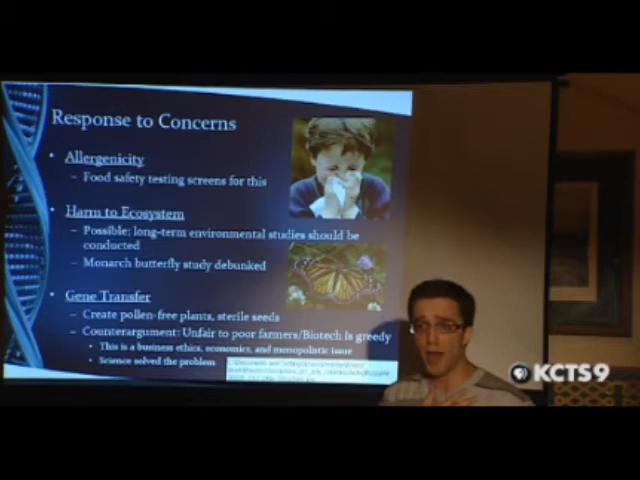 Response to Concerns
• Allergenicity
– Food safety testing screens for this
• Harm to Ecosystem
– Possible; long-term environmental studies should be
conducted
– Monarch butterfly study debunked
• Gene Transfer
– Create pollen-free plants, sterile seeds
– Counterargument: Unfair to poor farmers/Biotech is greedy
• This is a business ethics, economics, and monopolistic issue
• Science solved the problem
PBS KCTS9